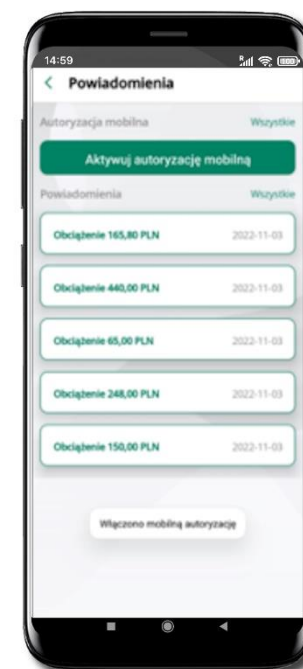 14:59
Powiadomienia
Autoryzacja mobilna Wszystkie
Aktywuj autoryzację mobilną
Powiadomienia Wszystkie
Obciążenie 165,80 PLN 2022-11-03
Obciążenie 440,00 PLN 2022-11-03
Obciążenie 65,00 PLN 2022-11-03
Obciążenie 248,00 PLN 2022-11-03
Obciążenie 150,00 PLN 2022-11-03
Włączono mobilną autoryzację